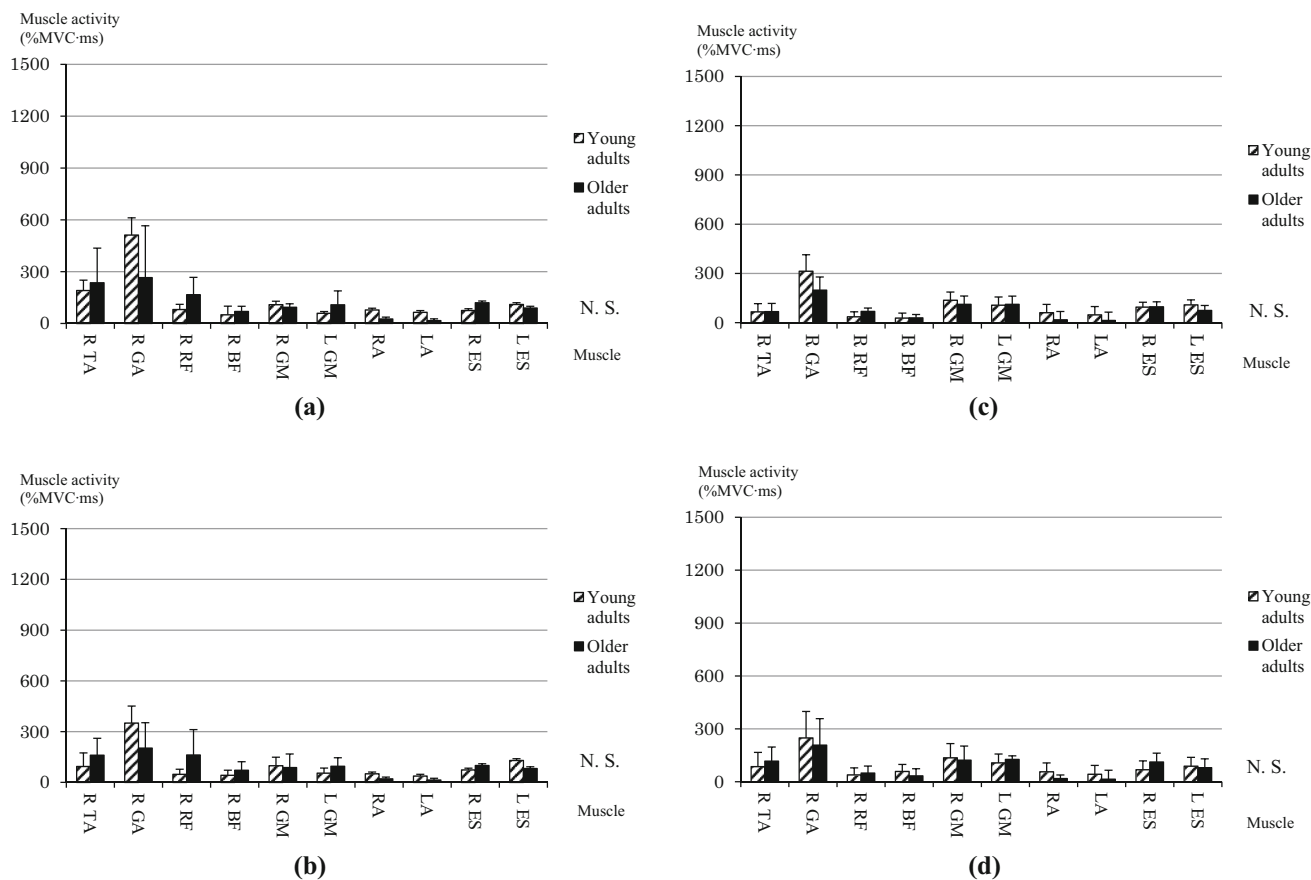 Muscle activity
(%MVC·ms)
1500
1200
900
600
300
0
R TA
R GA
R RF
R BF
R GM
L GM
RA
LA
R ES
L ES
Young
adults
Older
adults
N. S.
Muscle
(a)
Muscle activity
(%MVC·ms)
1500
1200
900
600
300
0
R TA
R GA
R RF
R BF
R GM
L GM
RA
LA
R ES
L ES
Young
adults
Older
adults
N. S.
Muscle
(c)
Muscle activity
(%MVC·ms)
1500
1200
900
600
300
0
R TA
R GA
R RF
R BF
R GM
L GM
RA
LA
R ES
L ES
Young
adults
Older
adults
N. S.
Muscle
(b)
Muscle activity
(%MVC·ms)
1500
1200
900
600
300
0
R TA
R GA
R RF
R BF
R GM
L GM
RA
LA
R ES
L ES
Young
adults
Older
adults
N. S.
Muscle
(d)